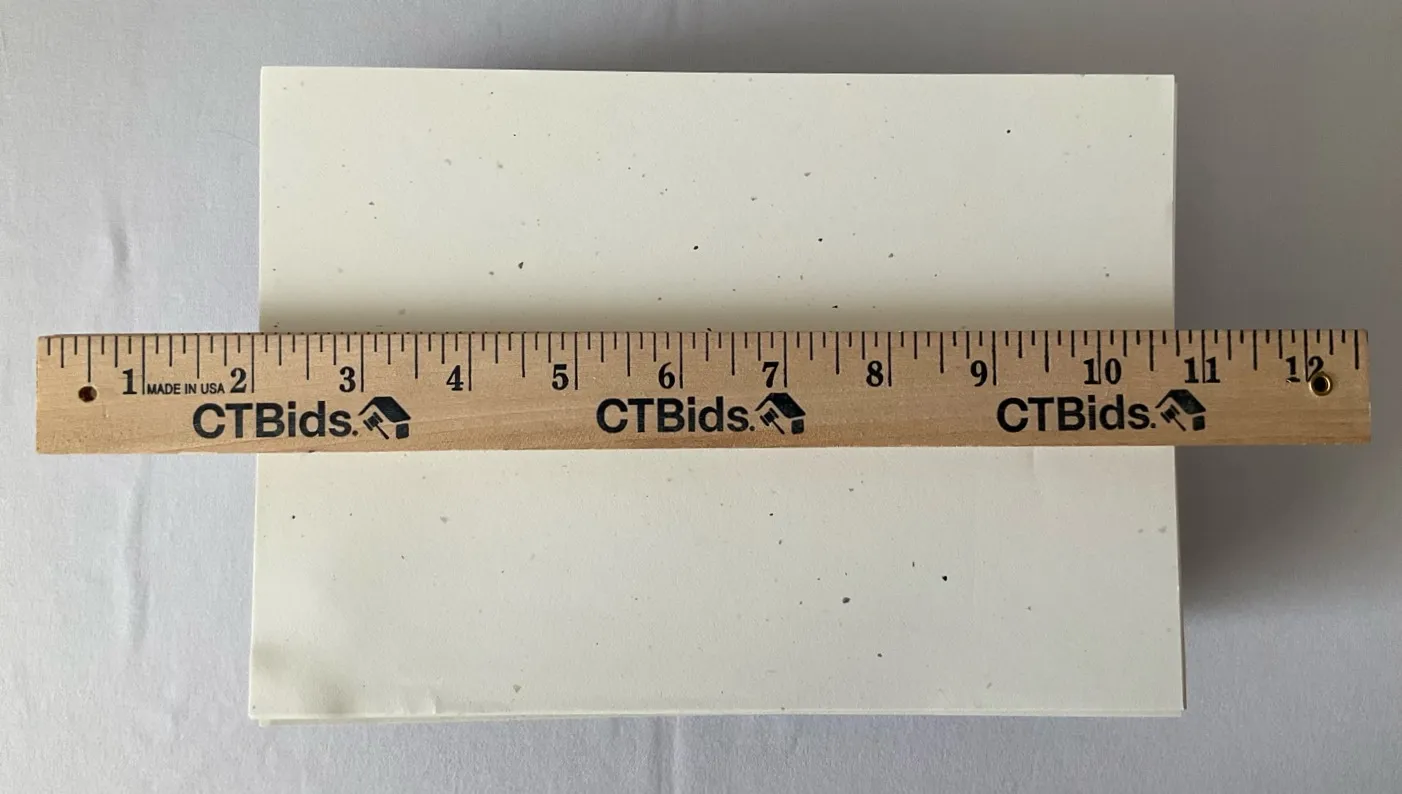 1 2 3 4 5 6 7 8 9 10 11 12
MADE IN USA
CTBids. CTBids. CTBids.